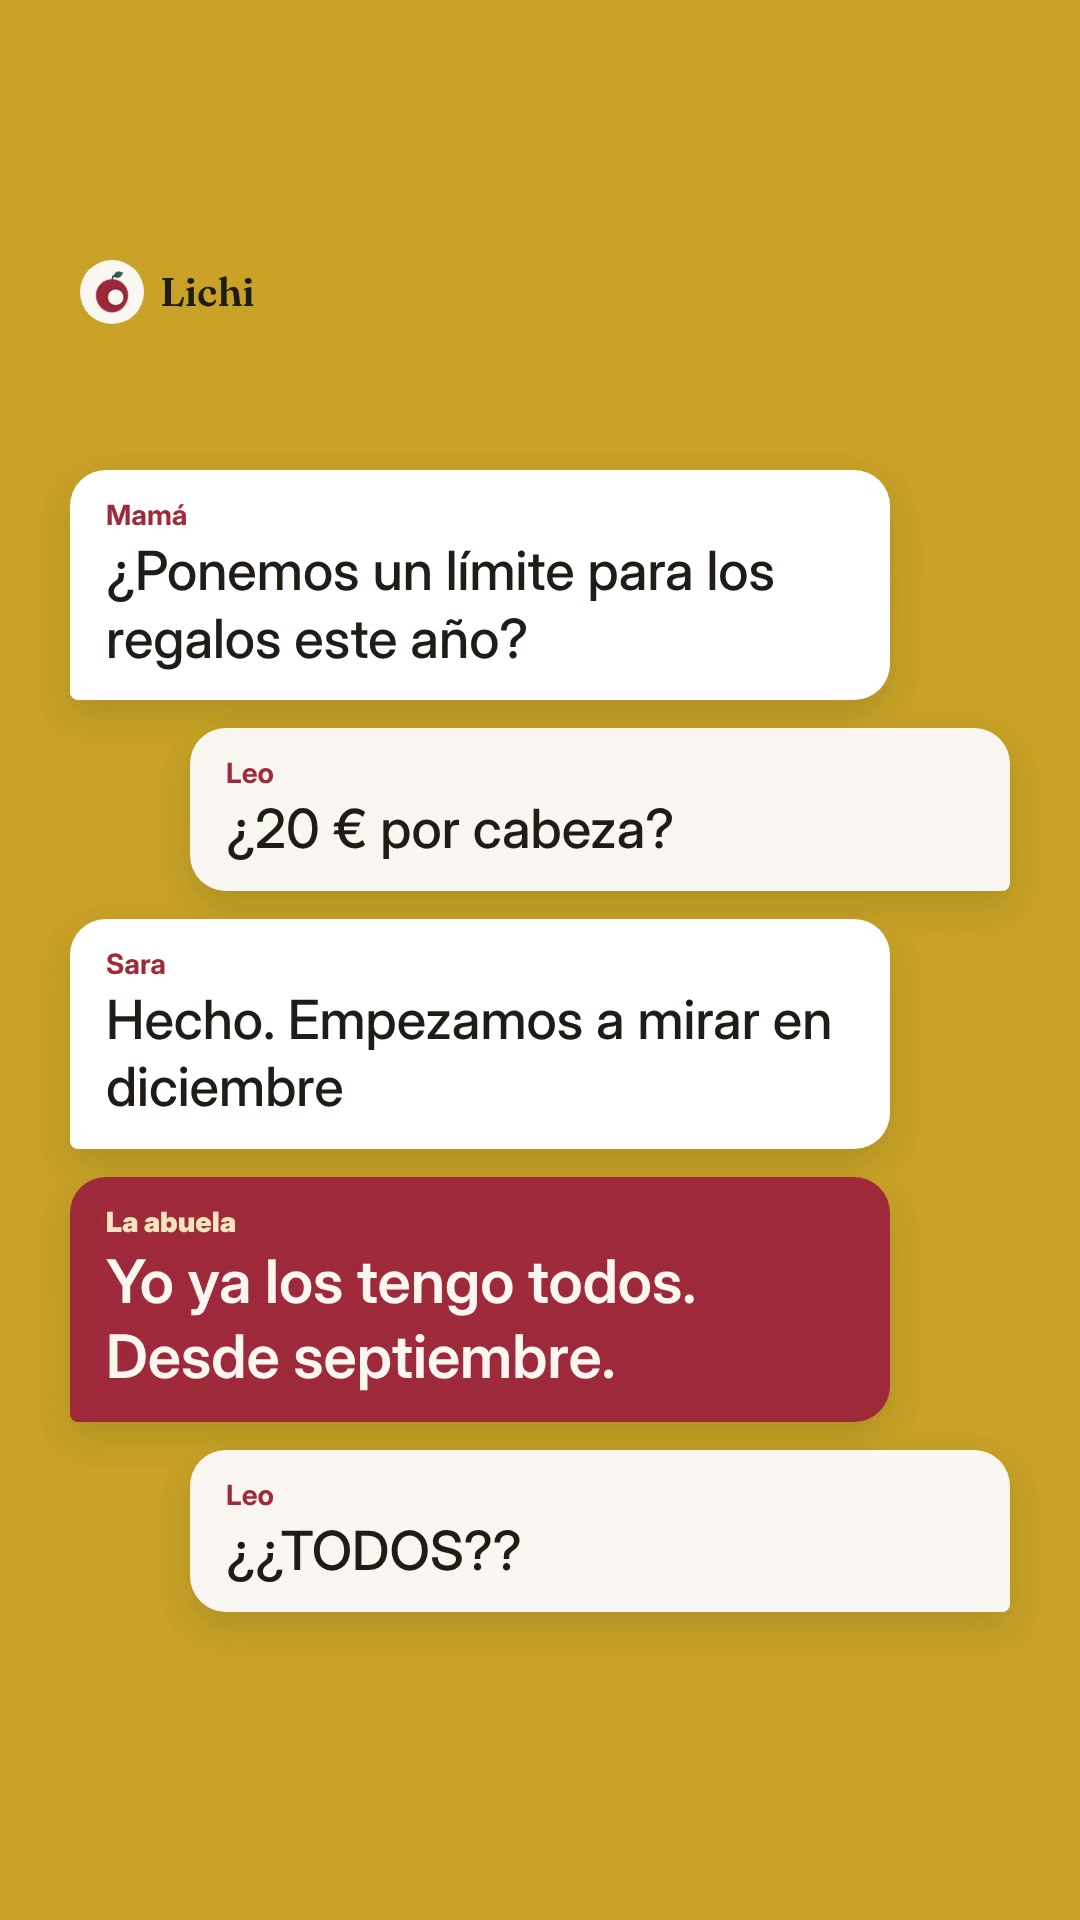 Lichi
Mamá
¿Ponemos un límite para los
regalos este año?
Leo
¿20 € por cabeza?
Sara
Hecho. Empezamos a mirar en
diciembre
La abuela
Yo ya los tengo todos.
Desde septiembre.
Leo
¿¿TODOS??